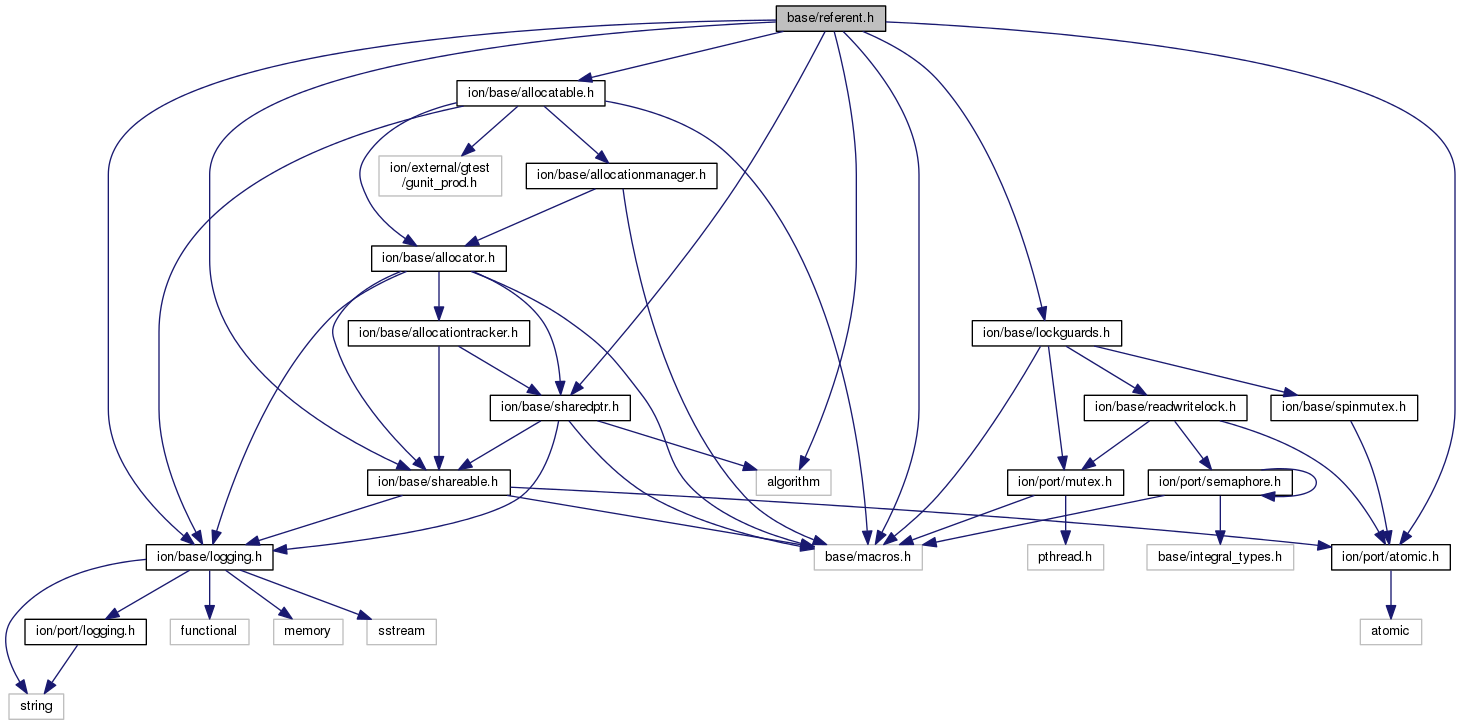 base/referent.h
ion/base/allocatable.h
ion/external/gtest
/gunit_prod.h
ion/base/allocationmanager.h
ion/base/allocator.h
ion/base/allocationtracker.h
ion/base/lockguards.h
ion/base/sharedptr.h
ion/base/readwritelock.h
ion/base/spinmutex.h
ion/base/shareable.h
algorithm
ion/port/mutex.h
ion/port/semaphore.h
ion/base/logging.h
base/macros.h
pthread.h
base/integral_types.h
ion/port/atomic.h
ion/port/logging.h
functional
memory
sstream
atomic
string